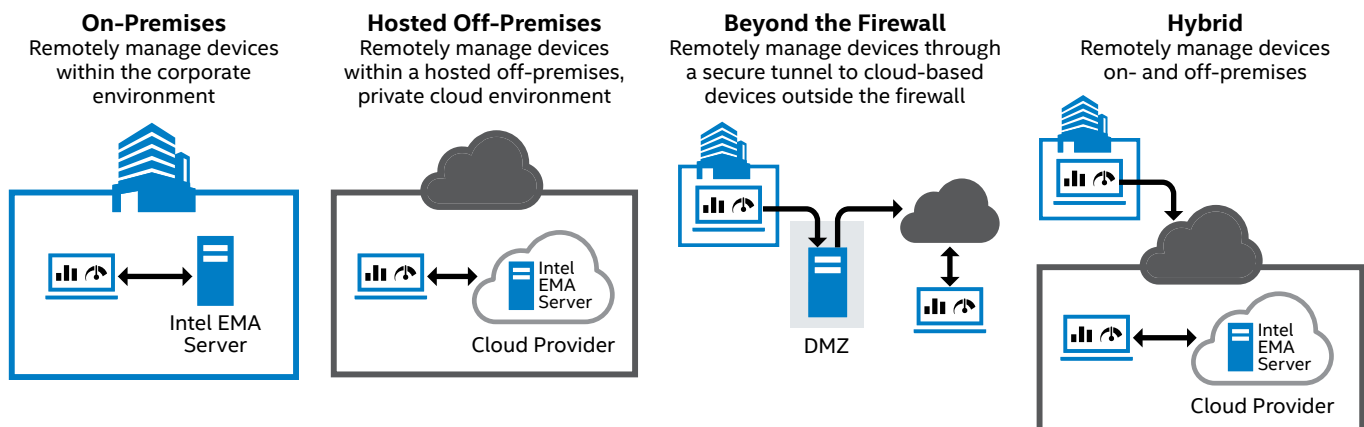 On-Premises
Remotely manage devices
within the corporate
environment
Intel EMA
Server
Hosted Off-Premises
Remotely manage devices
within a hosted off-premises,
private cloud environment
Intel
EMA
Server
Cloud Provider
Beyond the Firewall
Remotely manage devices through
a secure tunnel to cloud-based
devices outside the firewall
DMZ
Hybrid
Remotely manage devices
on- and off-premises
Intel
EMA
Server
Cloud Provider